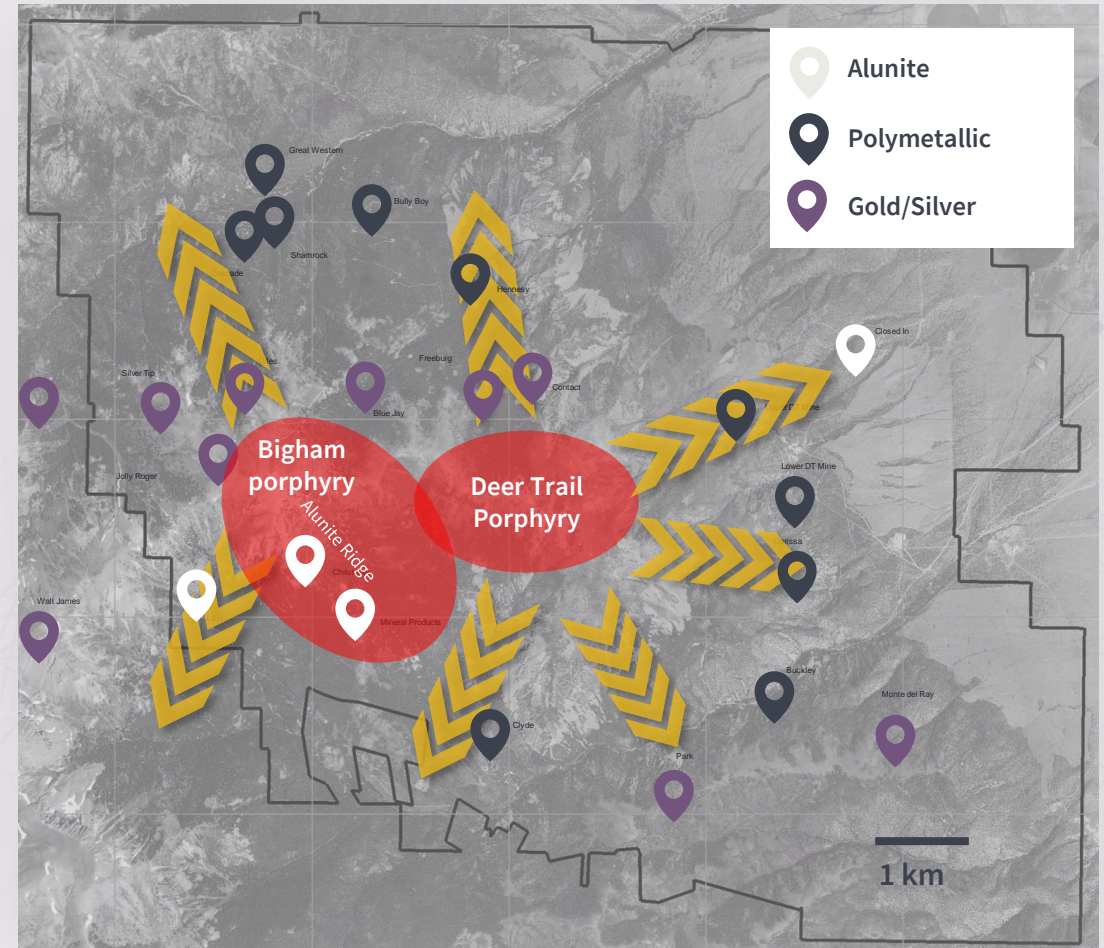 Alunite
Polymetallic
Gold/Silver
Great Western
Bully Boy
Shamrock
Hennesy
Closed In
Freeburg
Silver Tip
Contact
Blue Jay
DT Mine
Bigham
porphyry
Lower DT Mine
Jolly Roger
Deer Trail
Porphyry
Alunite Ridge
Walt James
Mineral Products
Buckley
Monte del Ray
Clyde
Park
1 km